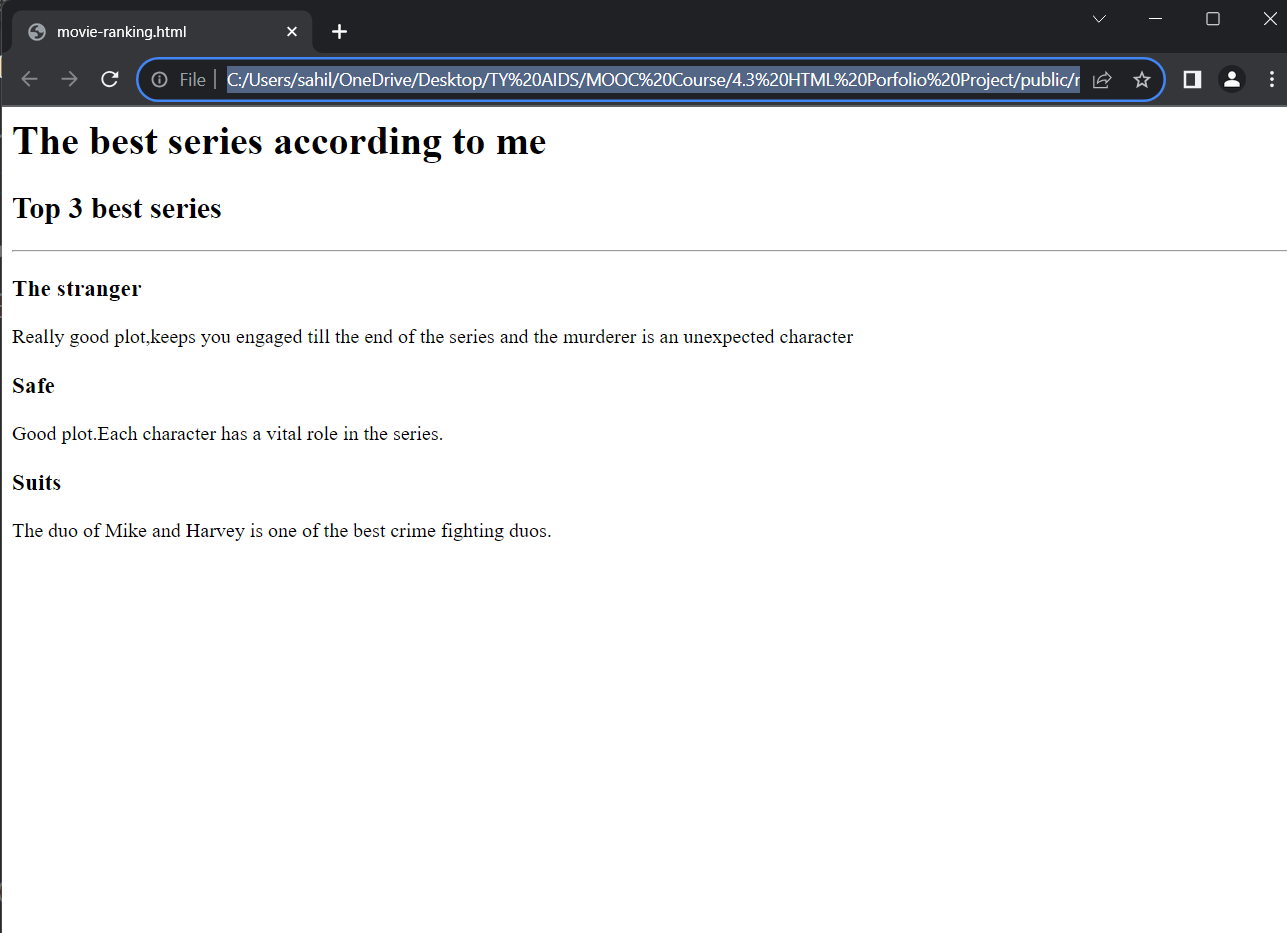 movie-ranking.html
File C:/Users/sahil/OneDrive/Desktop/TY%20AIDS/MOOC%20Course/4.3%20HTML%20Porfolio%20Project/public/r
The best series according to me
Top 3 best series
The stranger
Really good plot,keeps you engaged till the end of the series and the murderer is an unexpected character
Safe
Good plot.Each character has a vital role in the series.
Suits
The duo of Mike and Harvey is one of the best crime fighting duos.